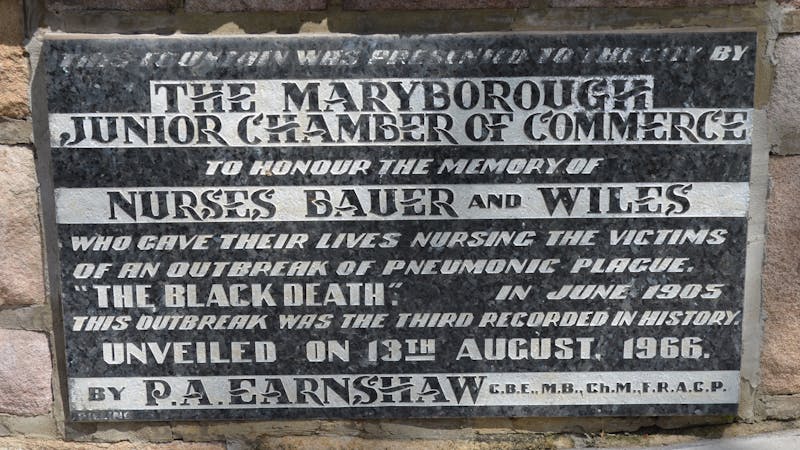 THIS FOUNTAIN WAS PRESENTED TO THE CITY BY
THE MARYBOROUGH
JUNIOR CHAMBER OF COMMERCE
TO HONOUR THE MEMORY OF
NURSES BAUER AND WILES
WHO GAVE THEIR LIVES NURSING THE VICTIMS
OF AN OUTBREAK OF PNEUMONIC PLAGUE.
"THE BLACK DEATH". IN JUNE 1905
THIS OUTBREAK WAS THE THIRD RECORDED IN HISTORY.
UNVEILED ON 13TH AUGUST. 1966.
BY P.A. EARNSHAW C.B.E., M.B., Ch.M., F.R.A.C.P.